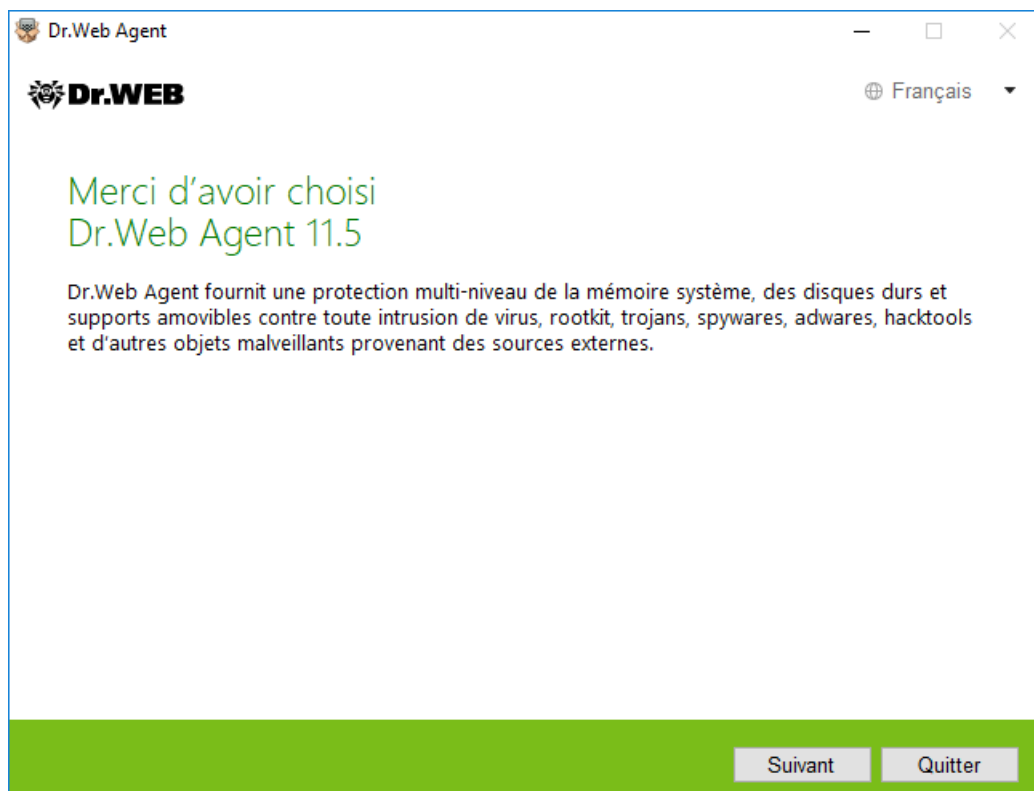 Dr.Web Agent
Dr.WEB
Français
Merci d'avoir choisi
Dr.Web Agent 11.5
Dr.Web Agent fournit une protection multi-niveau de la mémoire système, des disques durs et
supports amovibles contre toute intrusion de virus, rootkit, trojans, spywares, adwares, hacktools
et d'autres objets malveillants provenant des sources externes.
Suivant
Quitter